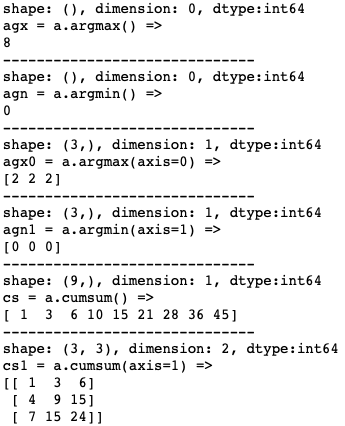 shape: (), dimension: 0, dtype:int64
agx = a.argmax() =>
8
------------------------------
shape: (), dimension: 0, dtype:int64
agn = a.argmin() =>
0
------------------------------
shape: (3,), dimension: 1, dtype:int64
agx0 = a.argmax(axis=0) =>
[2 2 2]
------------------------------
shape: (3,), dimension: 1, dtype:int64
agn1 = a.argmin(axis=1) =>
[0 0 0]
------------------------------
shape: (9,), dimension: 1, dtype:int64
cs = a.cumsum() =>
[ 1  3  6 10 15 21 28 36 45]
------------------------------
shape: (3, 3), dimension: 2, dtype:int64
cs1 = a.cumsum(axis=1) =>
[[ 1  3  6]
 [ 4  9 15]
 [ 7 15 24]]